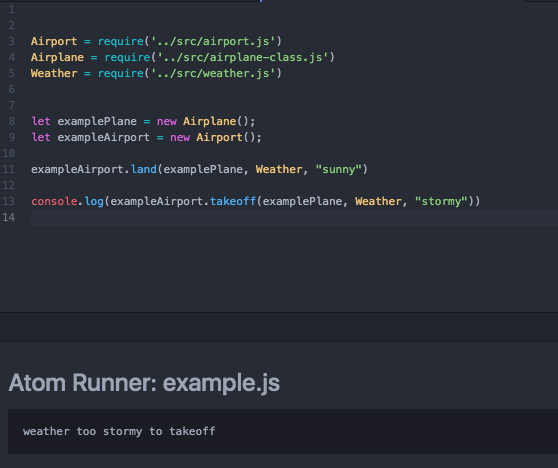 1
2
3 Airport = require('../src/airport.js')
4 Airplane = require('../src/airplane-class.js')
5 Weather = require('../src/weather.js')
6
7
8 let examplePlane = new Airplane();
9 let exampleAirport = new Airport();
10
11 exampleAirport.land(examplePlane, Weather, "sunny")
12
13 console.log(exampleAirport.takeoff(examplePlane, Weather, "stormy"))
14
Atom Runner: example.js
weather too stormy to takeoff